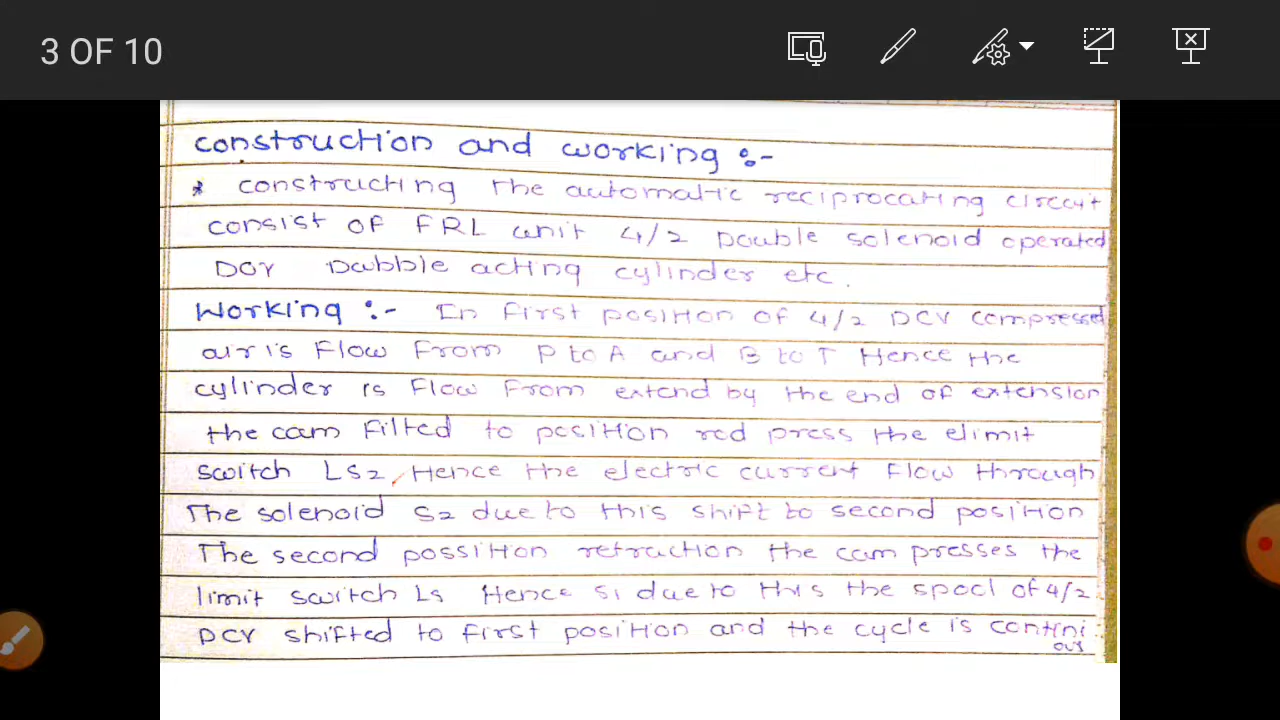 3 OF 10
construction and working :-
* constructing the automatic reciprocating circuit
consist of FRL unit 4/2 Double solenoid operated
DCV Dubble acting cylinder etc.
Working :- In first position of 4/2 DCV compressed
air is Flow From P to A and B to T Hence the
cylinder is Flow From extend by the end of extension
the cam filted to position red press the elimit
switch LS2, Hence the electric current Flow through
The solenoid S2 due to this shift to second position
The second possition retraction the cam presses the
limit switch Ls Hence S1 due to this the spool of 4/2
DCV shifted to first position and the cycle is contini
ous